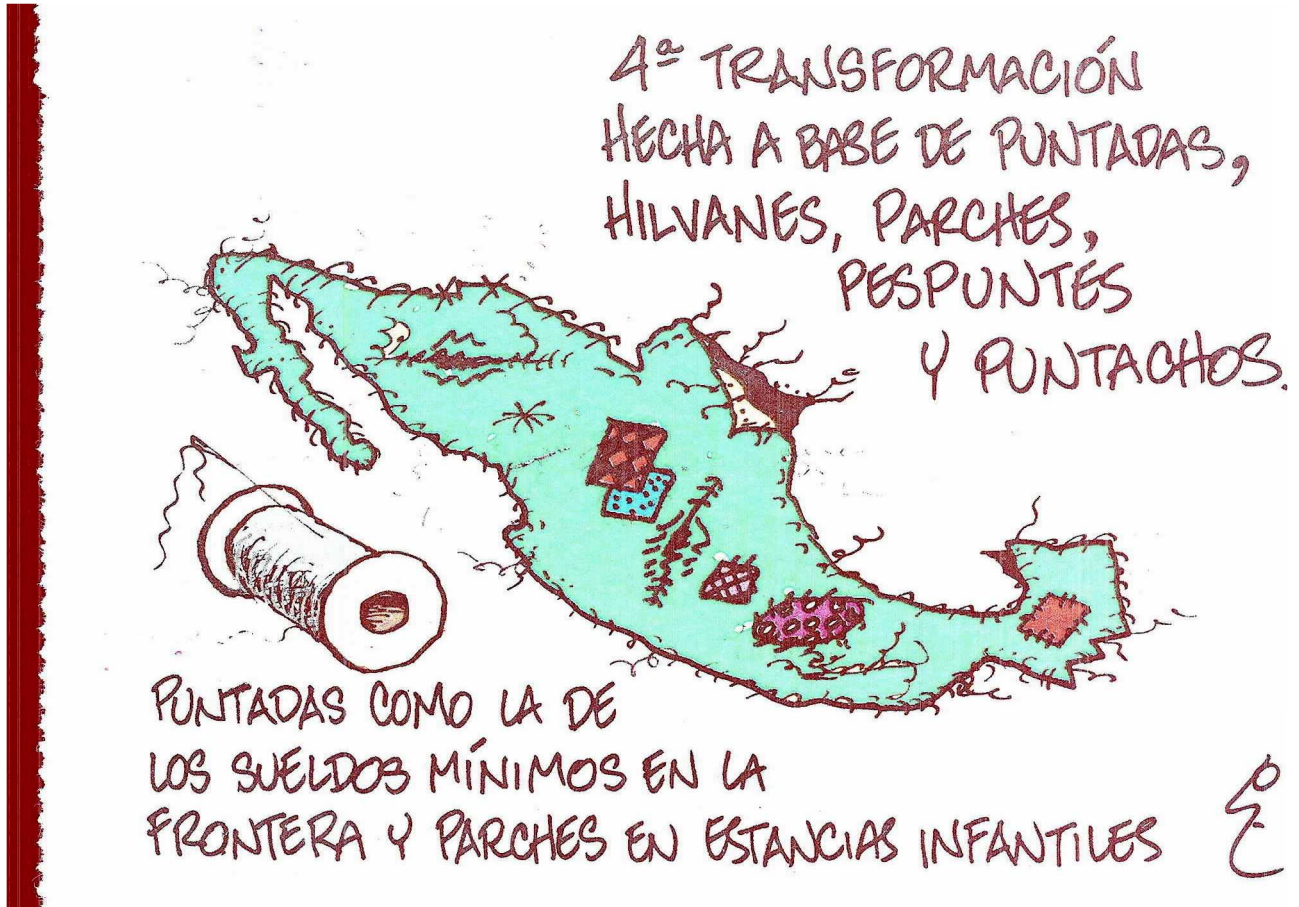 4ª TRANSFORMACIÓN
HECHA A BASE DE PUNTADAS,
HILVANES, PARCHES,
PESPUNTES
Y PUNTACHOS.
PUNTADAS COMO LA DE
LOS SUELDOS MÍNIMOS EN LA
FRONTERA Y PARCHES EN ESTANCIAS INFANTILES